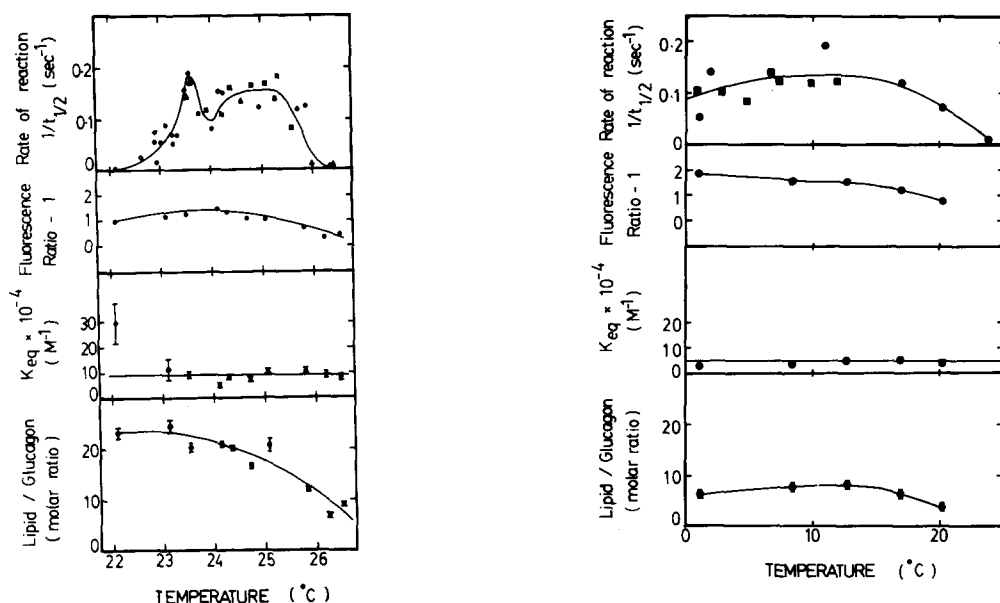 Rate of reaction
1/t1/2 (sec⁻¹)
0·2
0·1
0
Fluorescence
Ratio - 1
2
1
0
Keq × 10⁻⁴
(M⁻¹)
30
20
10
0
Lipid / Glucagon
(molar ratio)
20
10
0
22 23 24 25 26
TEMPERATURE (°C)
Rate of reaction
1/t1/2 (sec⁻¹)
0·2
0·1
0
Fluorescence
Ratio - 1
2
1
0
Keq × 10⁻⁴
(M⁻¹)
20
10
5
0
Lipid / Glucagon
(molar ratio)
20
10
0
0 10 20
TEMPERATURE (°C)